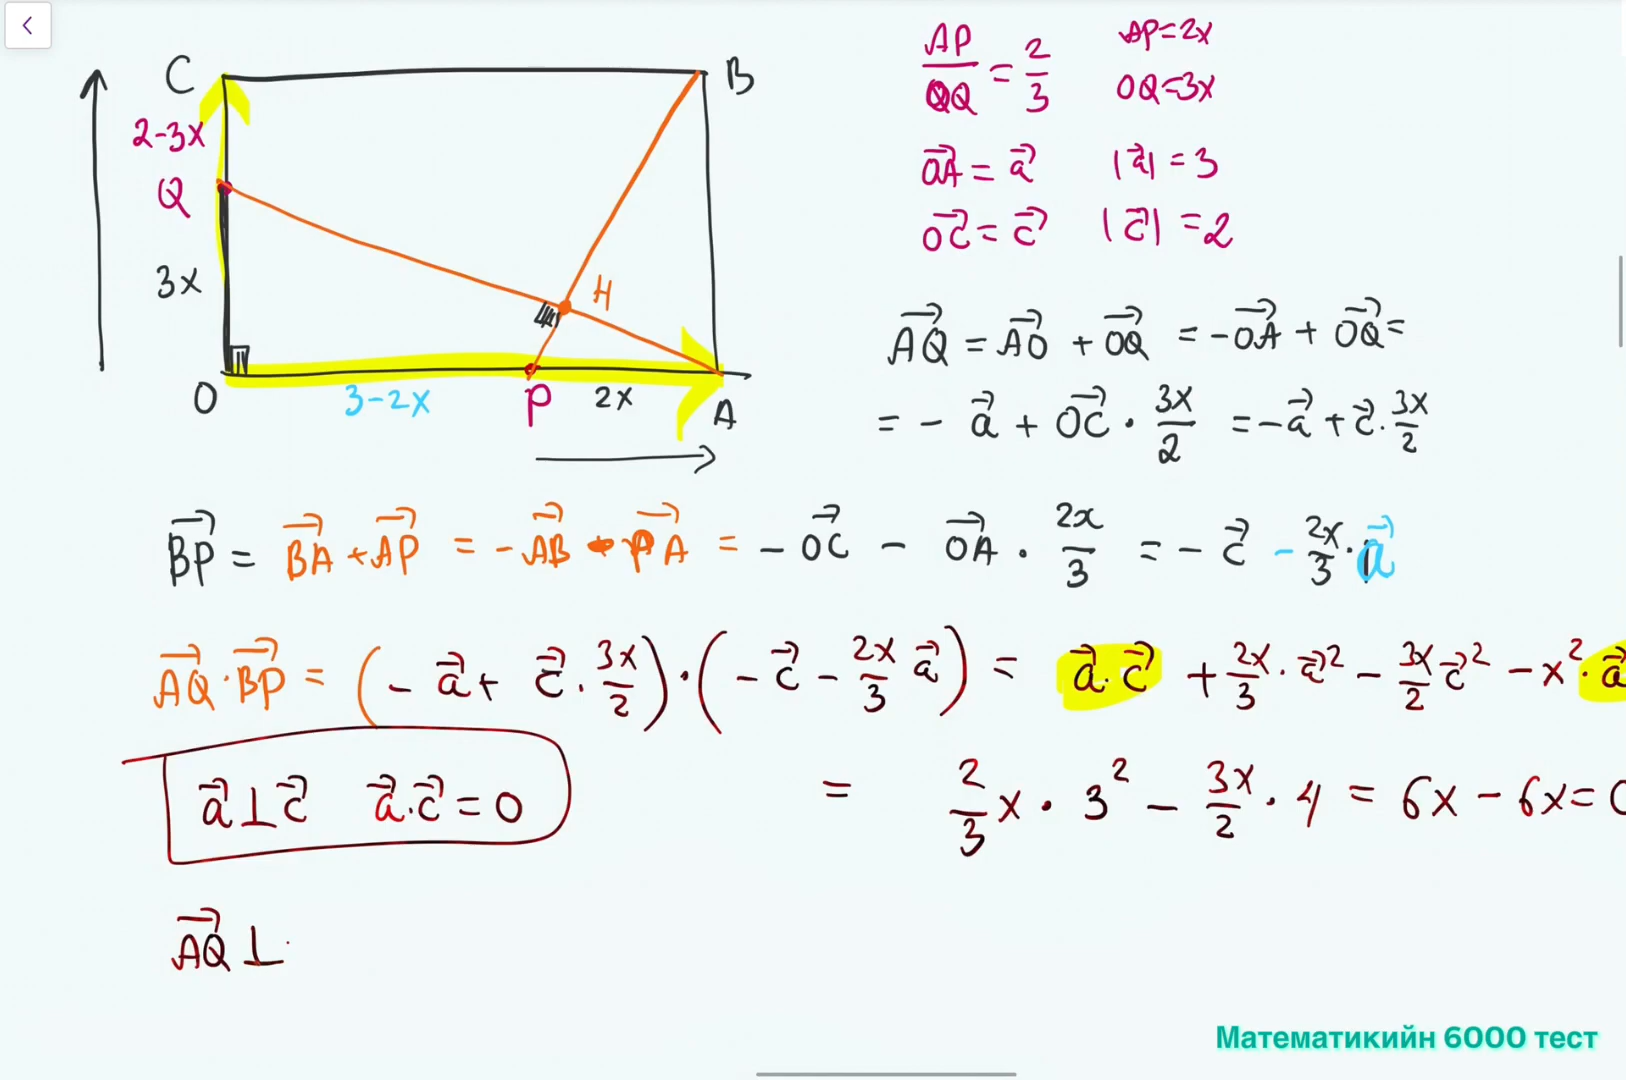 C
B
2-3x
Q
3x
H
O
3-2x
P
2x
A
AP/OQ = 2/3 AP=2x
OQ=3x
OA⃗ = a⃗ |a⃗| = 3
OC⃗ = c⃗ |c⃗| = 2
AQ⃗ = AO⃗ + OQ⃗ = -OA⃗ + OQ⃗ =
= - a⃗ + OC⃗ · 3x/2 = -a⃗ + c⃗ · 3x/2
BP⃗ = BA⃗ + AP⃗ = -AB⃗ - PA⃗ = - OC⃗ - OA⃗ · 2x/3 = - c⃗ - 2x/3 · a⃗
AQ⃗ · BP⃗ = (- a⃗ + c⃗ · 3x/2) · (- c⃗ - 2x/3 a⃗) = a⃗ · c⃗ + 2x/3 · a⃗² - 3x/2 c⃗² - x² · a⃗
a⃗ ⊥ c⃗ a⃗ · c⃗ = 0
= 2/3 x · 3² - 3x/2 · 4 = 6x - 6x = 0
AQ⃗ ⊥
Математикийн 6000 тест